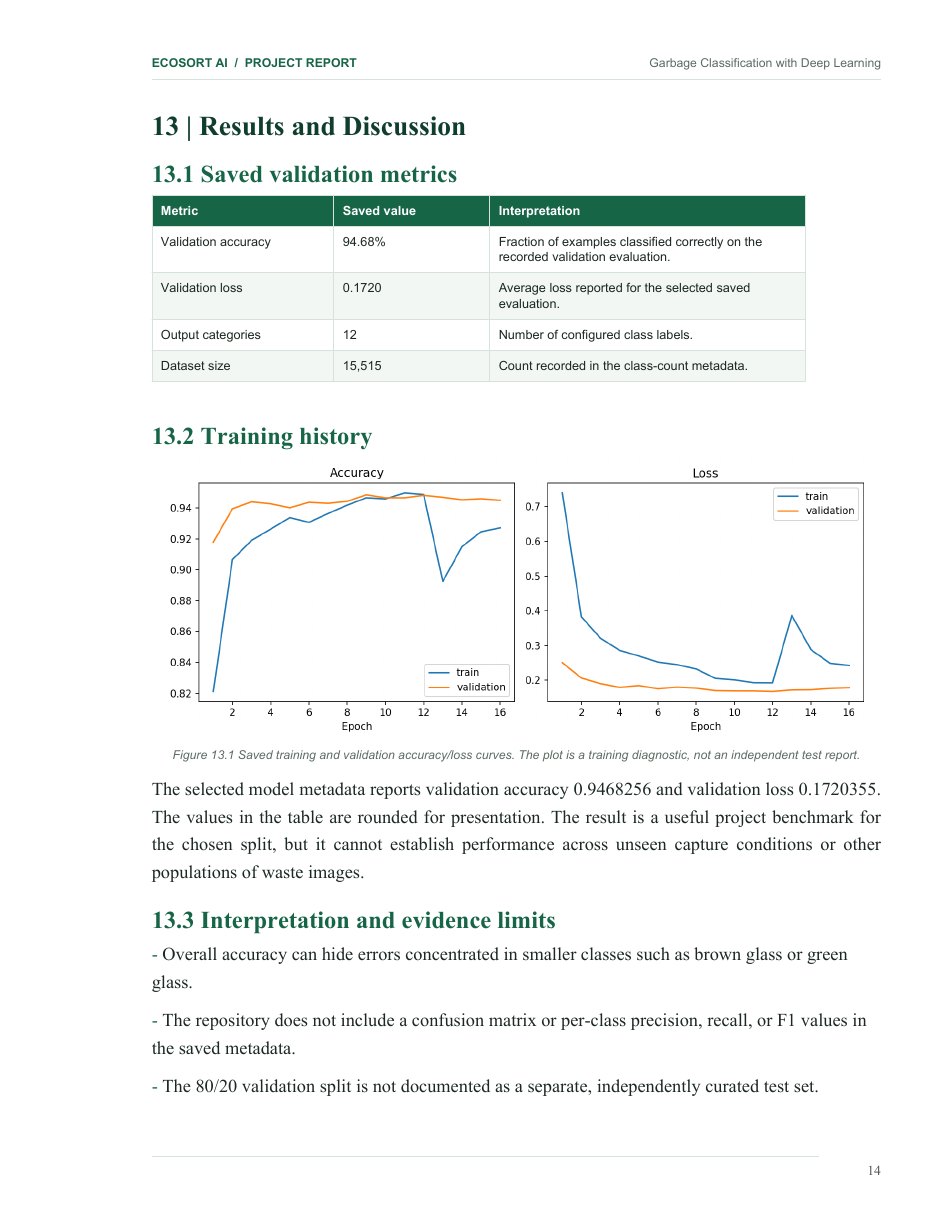 ECOSORT AI / PROJECT REPORT
Garbage Classification with Deep Learning
13 | Results and Discussion
13.1 Saved validation metrics
Metric Saved value Interpretation
Validation accuracy 94.68% Fraction of examples classified correctly on the
recorded validation evaluation.
Validation loss 0.1720 Average loss reported for the selected saved
evaluation.
Output categories 12 Number of configured class labels.
Dataset size 15,515 Count recorded in the class-count metadata.
13.2 Training history
Accuracy
0.94
0.92
0.90
0.88
0.86
0.84
0.82
train
validation
2 4 6 8 10 12 14 16
Epoch
Loss
0.7
0.6
0.5
0.4
0.3
0.2
train
validation
2 4 6 8 10 12 14 16
Epoch
Figure 13.1 Saved training and validation accuracy/loss curves. The plot is a training diagnostic, not an independent test report.
The selected model metadata reports validation accuracy 0.9468256 and validation loss 0.1720355.
The values in the table are rounded for presentation. The result is a useful project benchmark for
the chosen split, but it cannot establish performance across unseen capture conditions or other
populations of waste images.
13.3 Interpretation and evidence limits
- Overall accuracy can hide errors concentrated in smaller classes such as brown glass or green
glass.
- The repository does not include a confusion matrix or per-class precision, recall, or F1 values in
the saved metadata.
- The 80/20 validation split is not documented as a separate, independently curated test set.
14